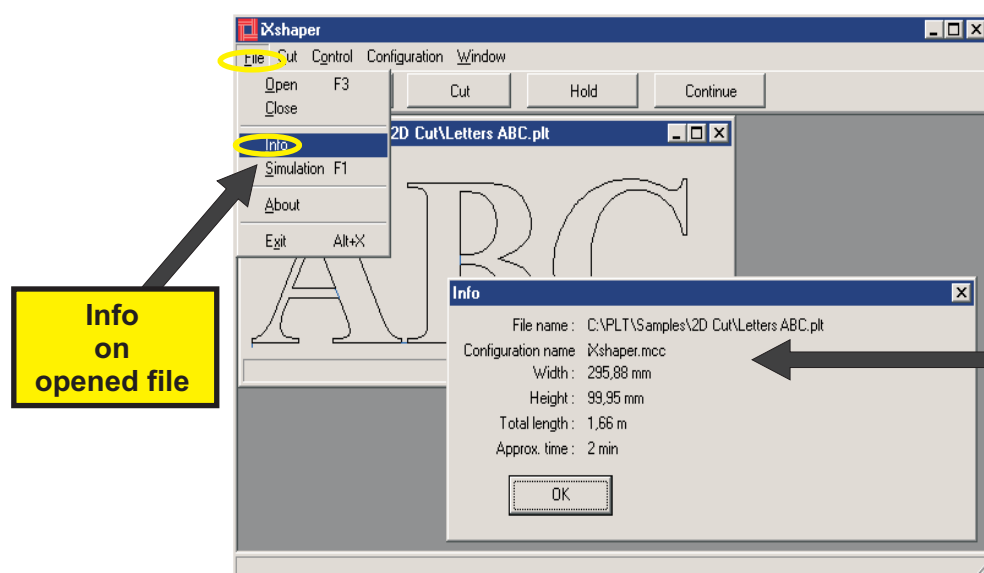 iXshaper
File Cut Control Configuration Window
Open F3
Close
Info
Simulation F1
About
Exit Alt+X
Cut Hold Continue
2D Cut\Letters ABC.plt
ABC
Info
File name : C:\PLT\Samples\2D Cut\Letters ABC.plt
Configuration name iXshaper.mcc
Width : 295,88 mm
Height : 99,95 mm
Total length : 1,66 m
Approx. time : 2 min
OK
Info
on
opened file